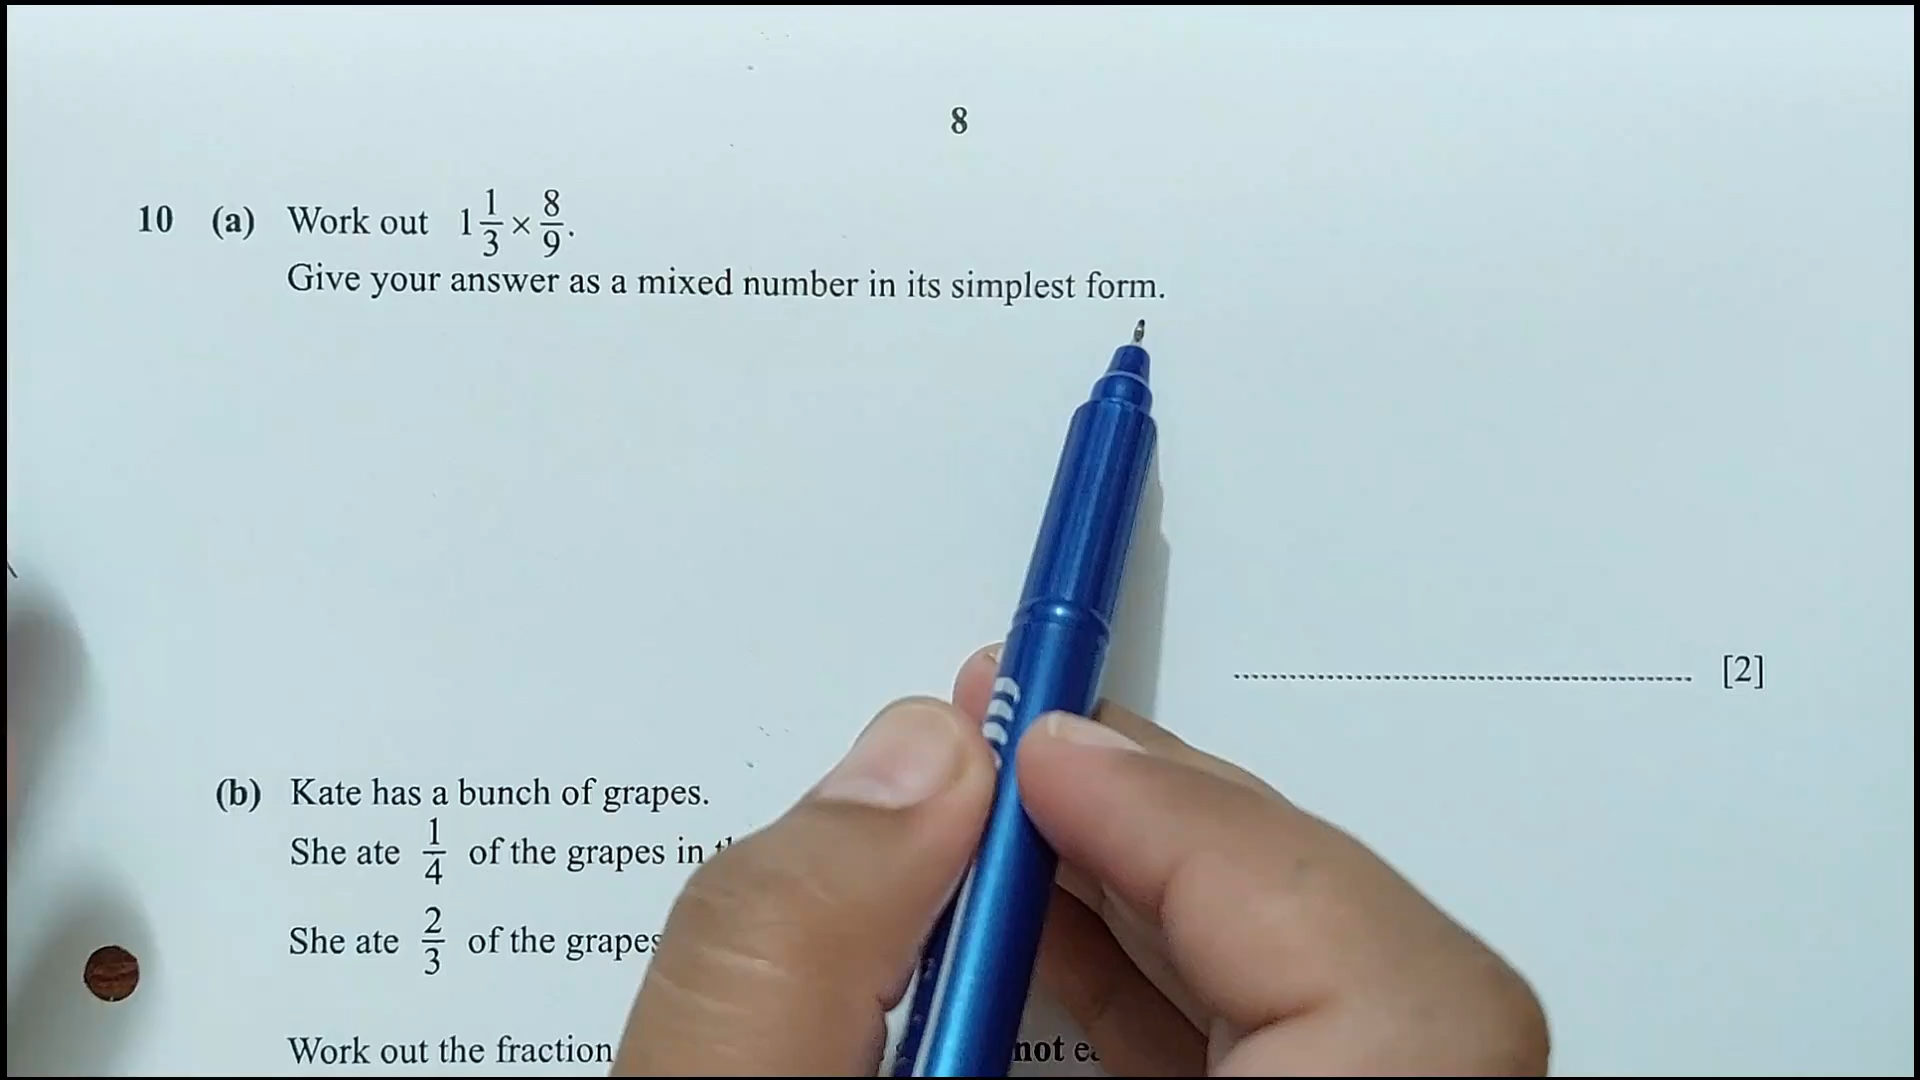 8
10 (a) Work out 1 1/3 × 8/9.
Give your answer as a mixed number in its simplest form.
[2]
(b) Kate has a bunch of grapes.
She ate 1/4 of the grapes in
She ate 2/3 of the grapes
Work out the fraction not